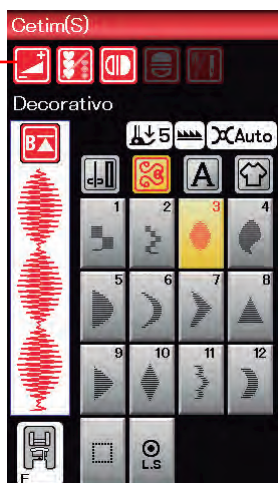 Cetim(S)
Decorativo
B 5 Auto
A
1 2 3 4
5 6 7 8
9 10 11 12
F L.S